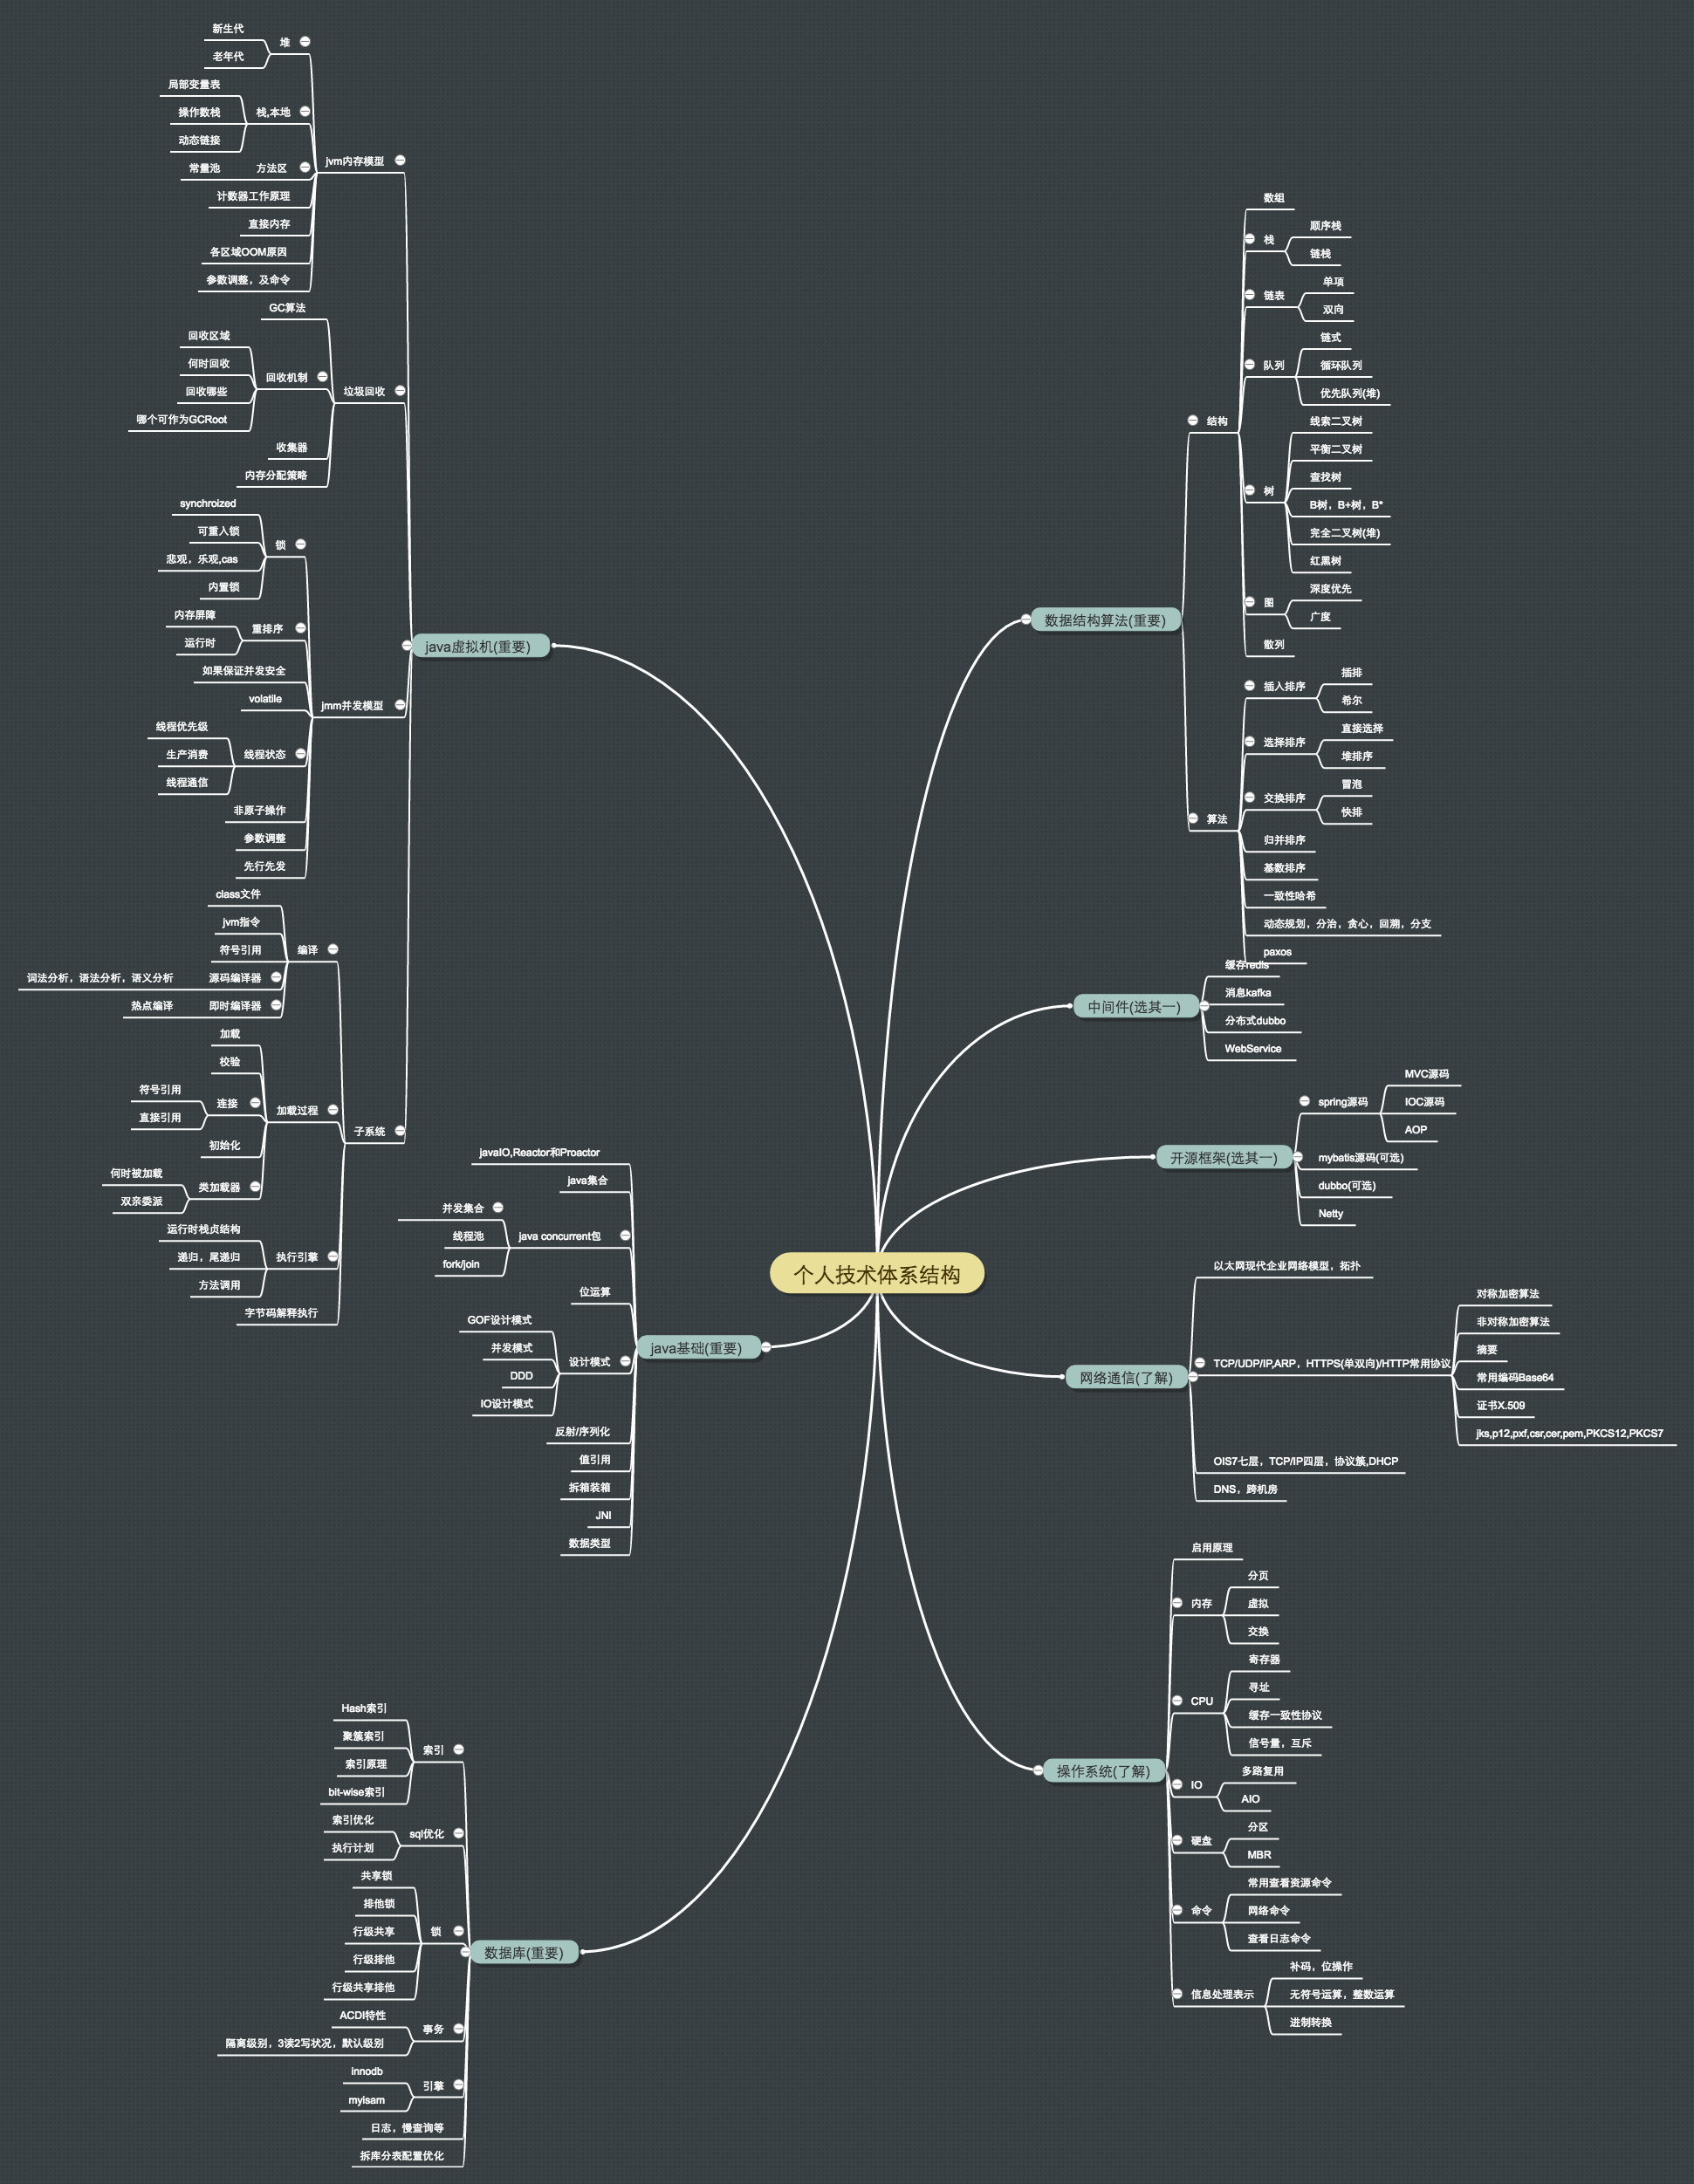 个人技术体系结构
java虚拟机(重要)
jvm内存模型
堆
新生代
老年代
栈,本地
局部变量表
操作数栈
动态链接
方法区
常量池
计数器工作原理
直接内存
各区域OOM原因
参数调整，及命令
垃圾回收
GC算法
回收机制
回收区域
何时回收
回收哪些
哪个可作为GCRoot
收集器
内存分配策略
jmm并发模型
锁
synchroized
可重入锁
悲观，乐观,cas
内置锁
重排序
内存屏障
运行时
如果保证并发安全
volatile
线程状态
线程优先级
生产消费
线程通信
非原子操作
参数调整
先行先发
子系统
编译
class文件
jvm指令
符号引用
源码编译器
词法分析，语法分析，语义分析
即时编译器
热点编译
加载过程
加载
校验
连接
符号引用
直接引用
初始化
类加载器
何时被加载
双亲委派
执行引擎
运行时栈贞结构
递归，尾递归
方法调用
字节码解释执行
java基础(重要)
javaIO,Reactor和Proactor
java集合
java concurrent包
并发集合
线程池
fork/join
位运算
设计模式
GOF设计模式
并发模式
DDD
IO设计模式
反射/序列化
值引用
拆箱装箱
JNI
数据类型
数据库(重要)
索引
Hash索引
聚簇索引
索引原理
bit-wise索引
sql优化
索引优化
执行计划
锁
共享锁
排他锁
行级共享
行级排他
行级共享排他
事务
ACDI特性
隔离级别，3读2写状况，默认级别
引擎
innodb
myisam
日志，慢查询等
拆库分表配置优化
数据结构算法(重要)
结构
数组
栈
顺序栈
链栈
链表
单项
双向
队列
链式
循环队列
优先队列(堆)
树
线索二叉树
平衡二叉树
查找树
B树，B+树，B*
完全二叉树(堆)
红黑树
图
深度优先
广度
散列
算法
插入排序
插排
希尔
选择排序
直接选择
堆排序
交换排序
冒泡
快排
归并排序
基数排序
一致性哈希
动态规划，分治，贪心，回溯，分支
paxos
中间件(选其一)
缓存redis
消息kafka
分布式dubbo
WebService
开源框架(选其一)
spring源码
MVC源码
IOC源码
AOP
mybatis源码(可选)
dubbo(可选)
Netty
网络通信(了解)
以太网现代企业网络模型，拓扑
TCP/UDP/IP,ARP，HTTPS(单双向)/HTTP常用协议
对称加密算法
非对称加密算法
摘要
常用编码Base64
证书X.509
jks,p12,pxf,csr,cer,pem,PKCS12,PKCS7
OIS7七层，TCP/IP四层，协议簇,DHCP
DNS，跨机房
操作系统(了解)
启用原理
内存
分页
虚拟
交换
CPU
寄存器
寻址
缓存一致性协议
信号量，互斥
IO
多路复用
AIO
硬盘
分区
MBR
命令
常用查看资源命令
网络命令
查看日志命令
信息处理表示
补码，位操作
无符号运算，整数运算
进制转换